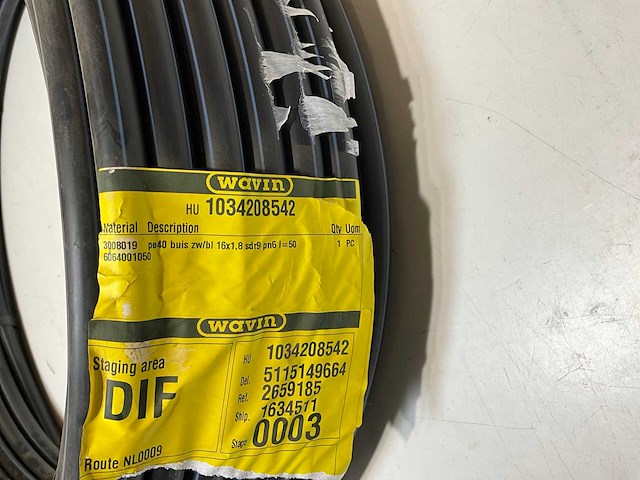 wavin
HU 1034208542
Material Description Qty Uom
3008019 pe40 buis zw/bl 16x1,8 sdr9 pn6 l=50 1 PC
6064001050
wavin
Staging area
DIF
Route NL0009
HU 1034208542
Del. 5115149664
Ref. 2659185
Ship. 1634511
Stage 0003